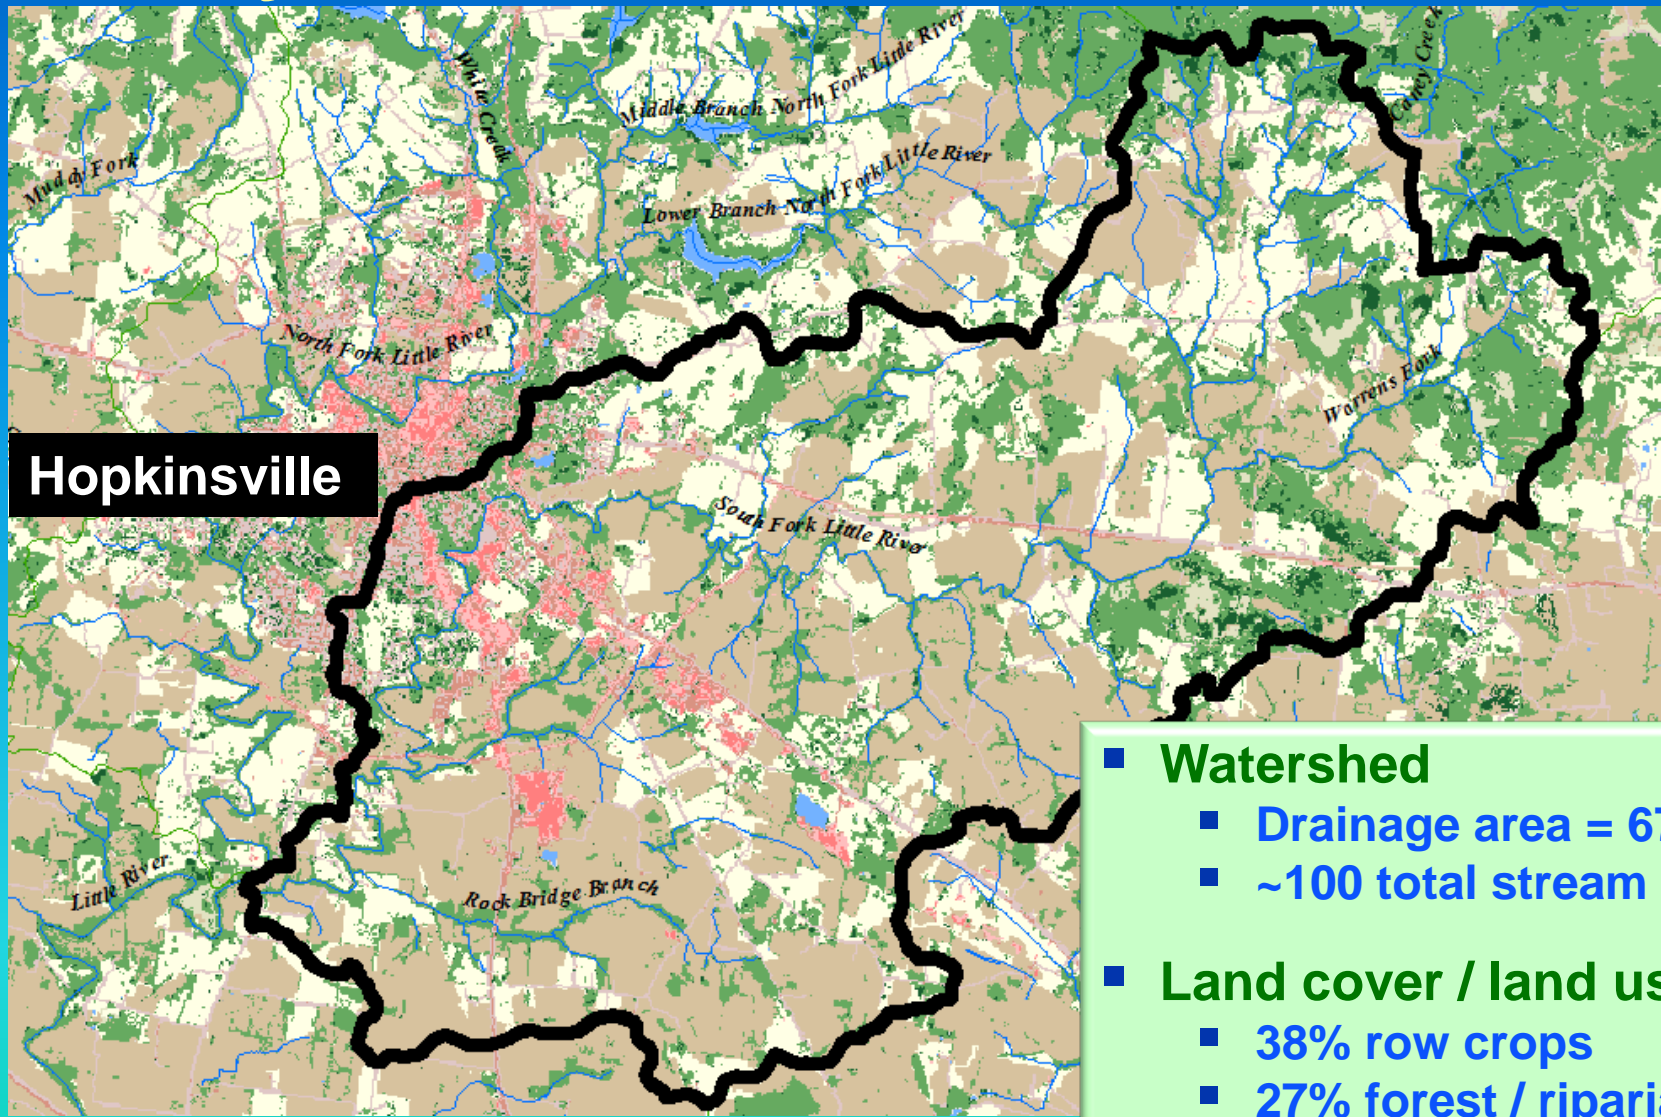 Caney Creek
White Creek
Middle Branch North Fork Little River
Lower Branch North Fork Little River
Muddy Fork
North Fork Little River
Warrens Fork
Hopkinsville
South Fork Little River
Watershed
Drainage area = 67
~100 total stream
Little River
Rock Bridge Branch
Land cover / land us
38% row crops
27% forest / ripari